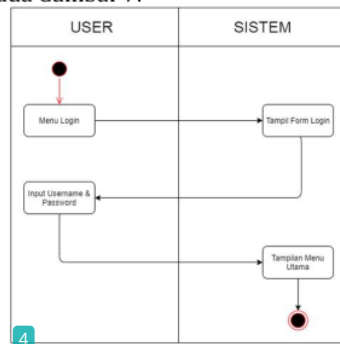 USER
SISTEM
Menu Login
Tampil Form Login
Input Username &
Password
Tampilan Menu
Utama
4